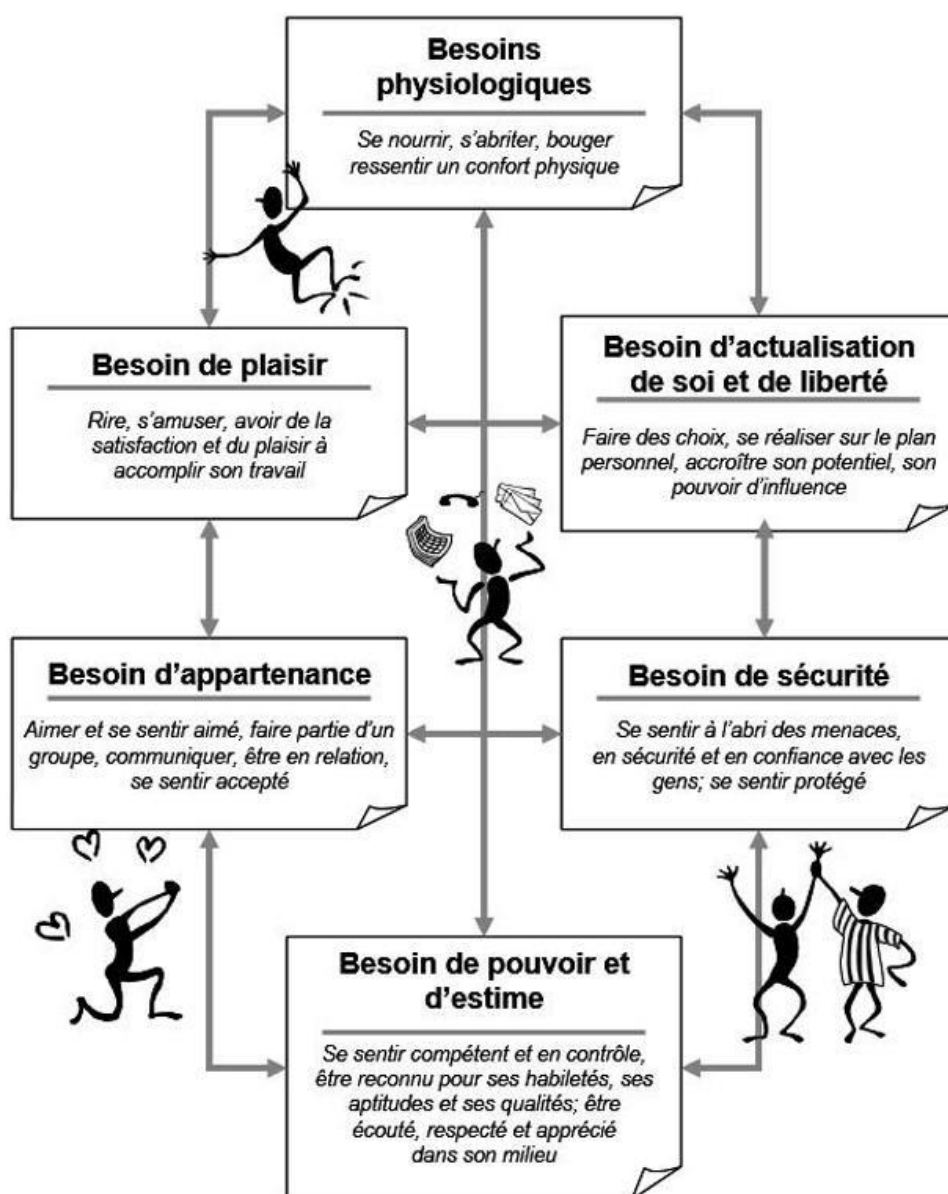 Besoins
physiologiques
Se nourrir, s'abriter, bouger
ressentir un confort physique
Besoin de plaisir
Rire, s'amuser, avoir de la
satisfaction et du plaisir à
accomplir son travail
Besoin d'actualisation
de soi et de liberté
Faire des choix, se réaliser sur le plan
personnel, accroître son potentiel, son
pouvoir d'influence
Besoin d'appartenance
Aimer et se sentir aimé, faire partie d'un
groupe, communiquer, être en relation,
se sentir accepté
Besoin de sécurité
Se sentir à l'abri des menaces,
en sécurité et en confiance avec les
gens; se sentir protégé
Besoin de pouvoir et
d'estime
Se sentir compétent et en contrôle,
être reconnu pour ses habiletés, ses
aptitudes et ses qualités; être
écouté, respecté et apprécié
dans son milieu